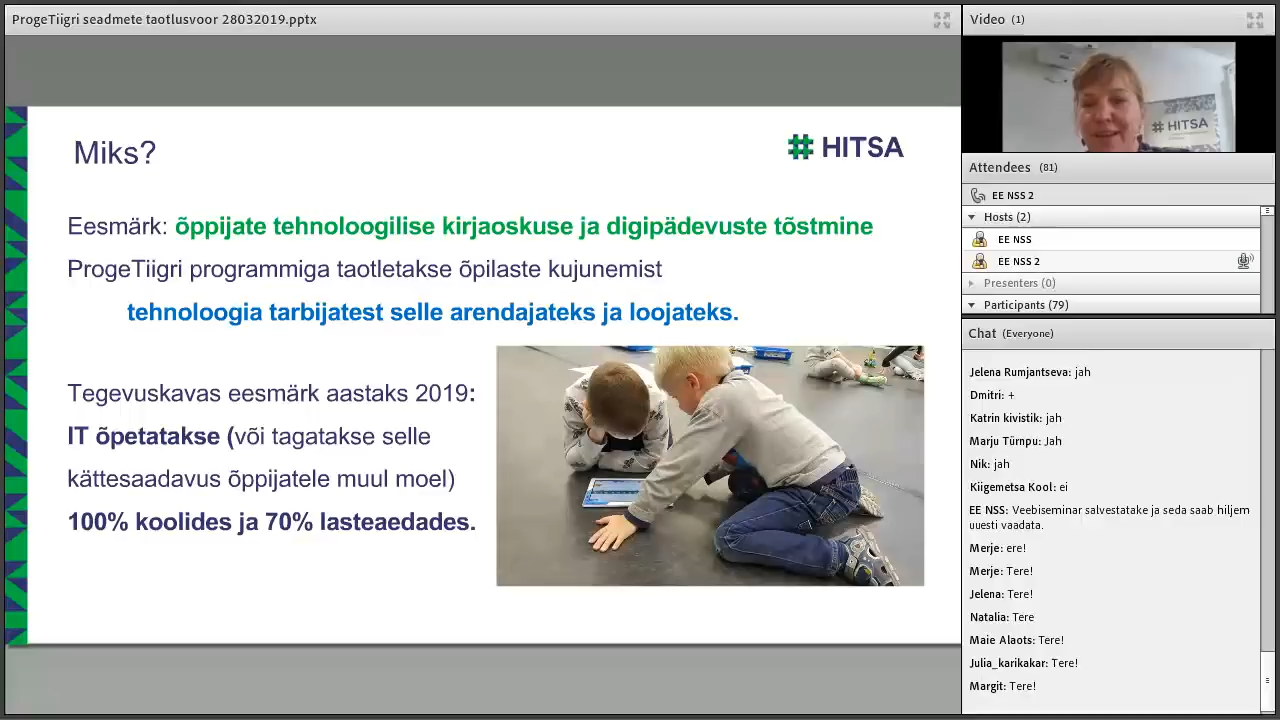 ProgeTiigri seadmete taotlusvoor 28032019.pptx
Miks?
# HITSA
Eesmärk: õppijate tehnoloogilise kirjaoskuse ja digipädevuste tõstmine
ProgeTiigri programmiga taotletakse õpilaste kujunemist
tehnoloogia tarbijatest selle arendajateks ja loojateks.
Tegevuskavas eesmärk aastaks 2019:
IT õpetatakse (või tagatakse selle
kättesaadavus õppijatele muul moel)
100% koolides ja 70% lasteaedades.
Video (1)
# HITSA
Attendees (81)
EE NSS 2
Hosts (2)
EE NSS
EE NSS 2
Presenters (0)
Participants (79)
Chat (Everyone)
Jelena Rumjantseva: jah
Dmitri: +
Katrin kivistik: jah
Marju Türnpu: Jah
Nik: jah
Kiigemetsa Kool: ei
EE NSS: Veebiseminar salvestatake ja seda saab hiljem
uuesti vaadata.
Merje: ere!
Merje: Tere!
Jelena: Tere!
Natalia: Tere
Maie Alaots: Tere!
Julia_karikakar: Tere!
Margit: Tere!